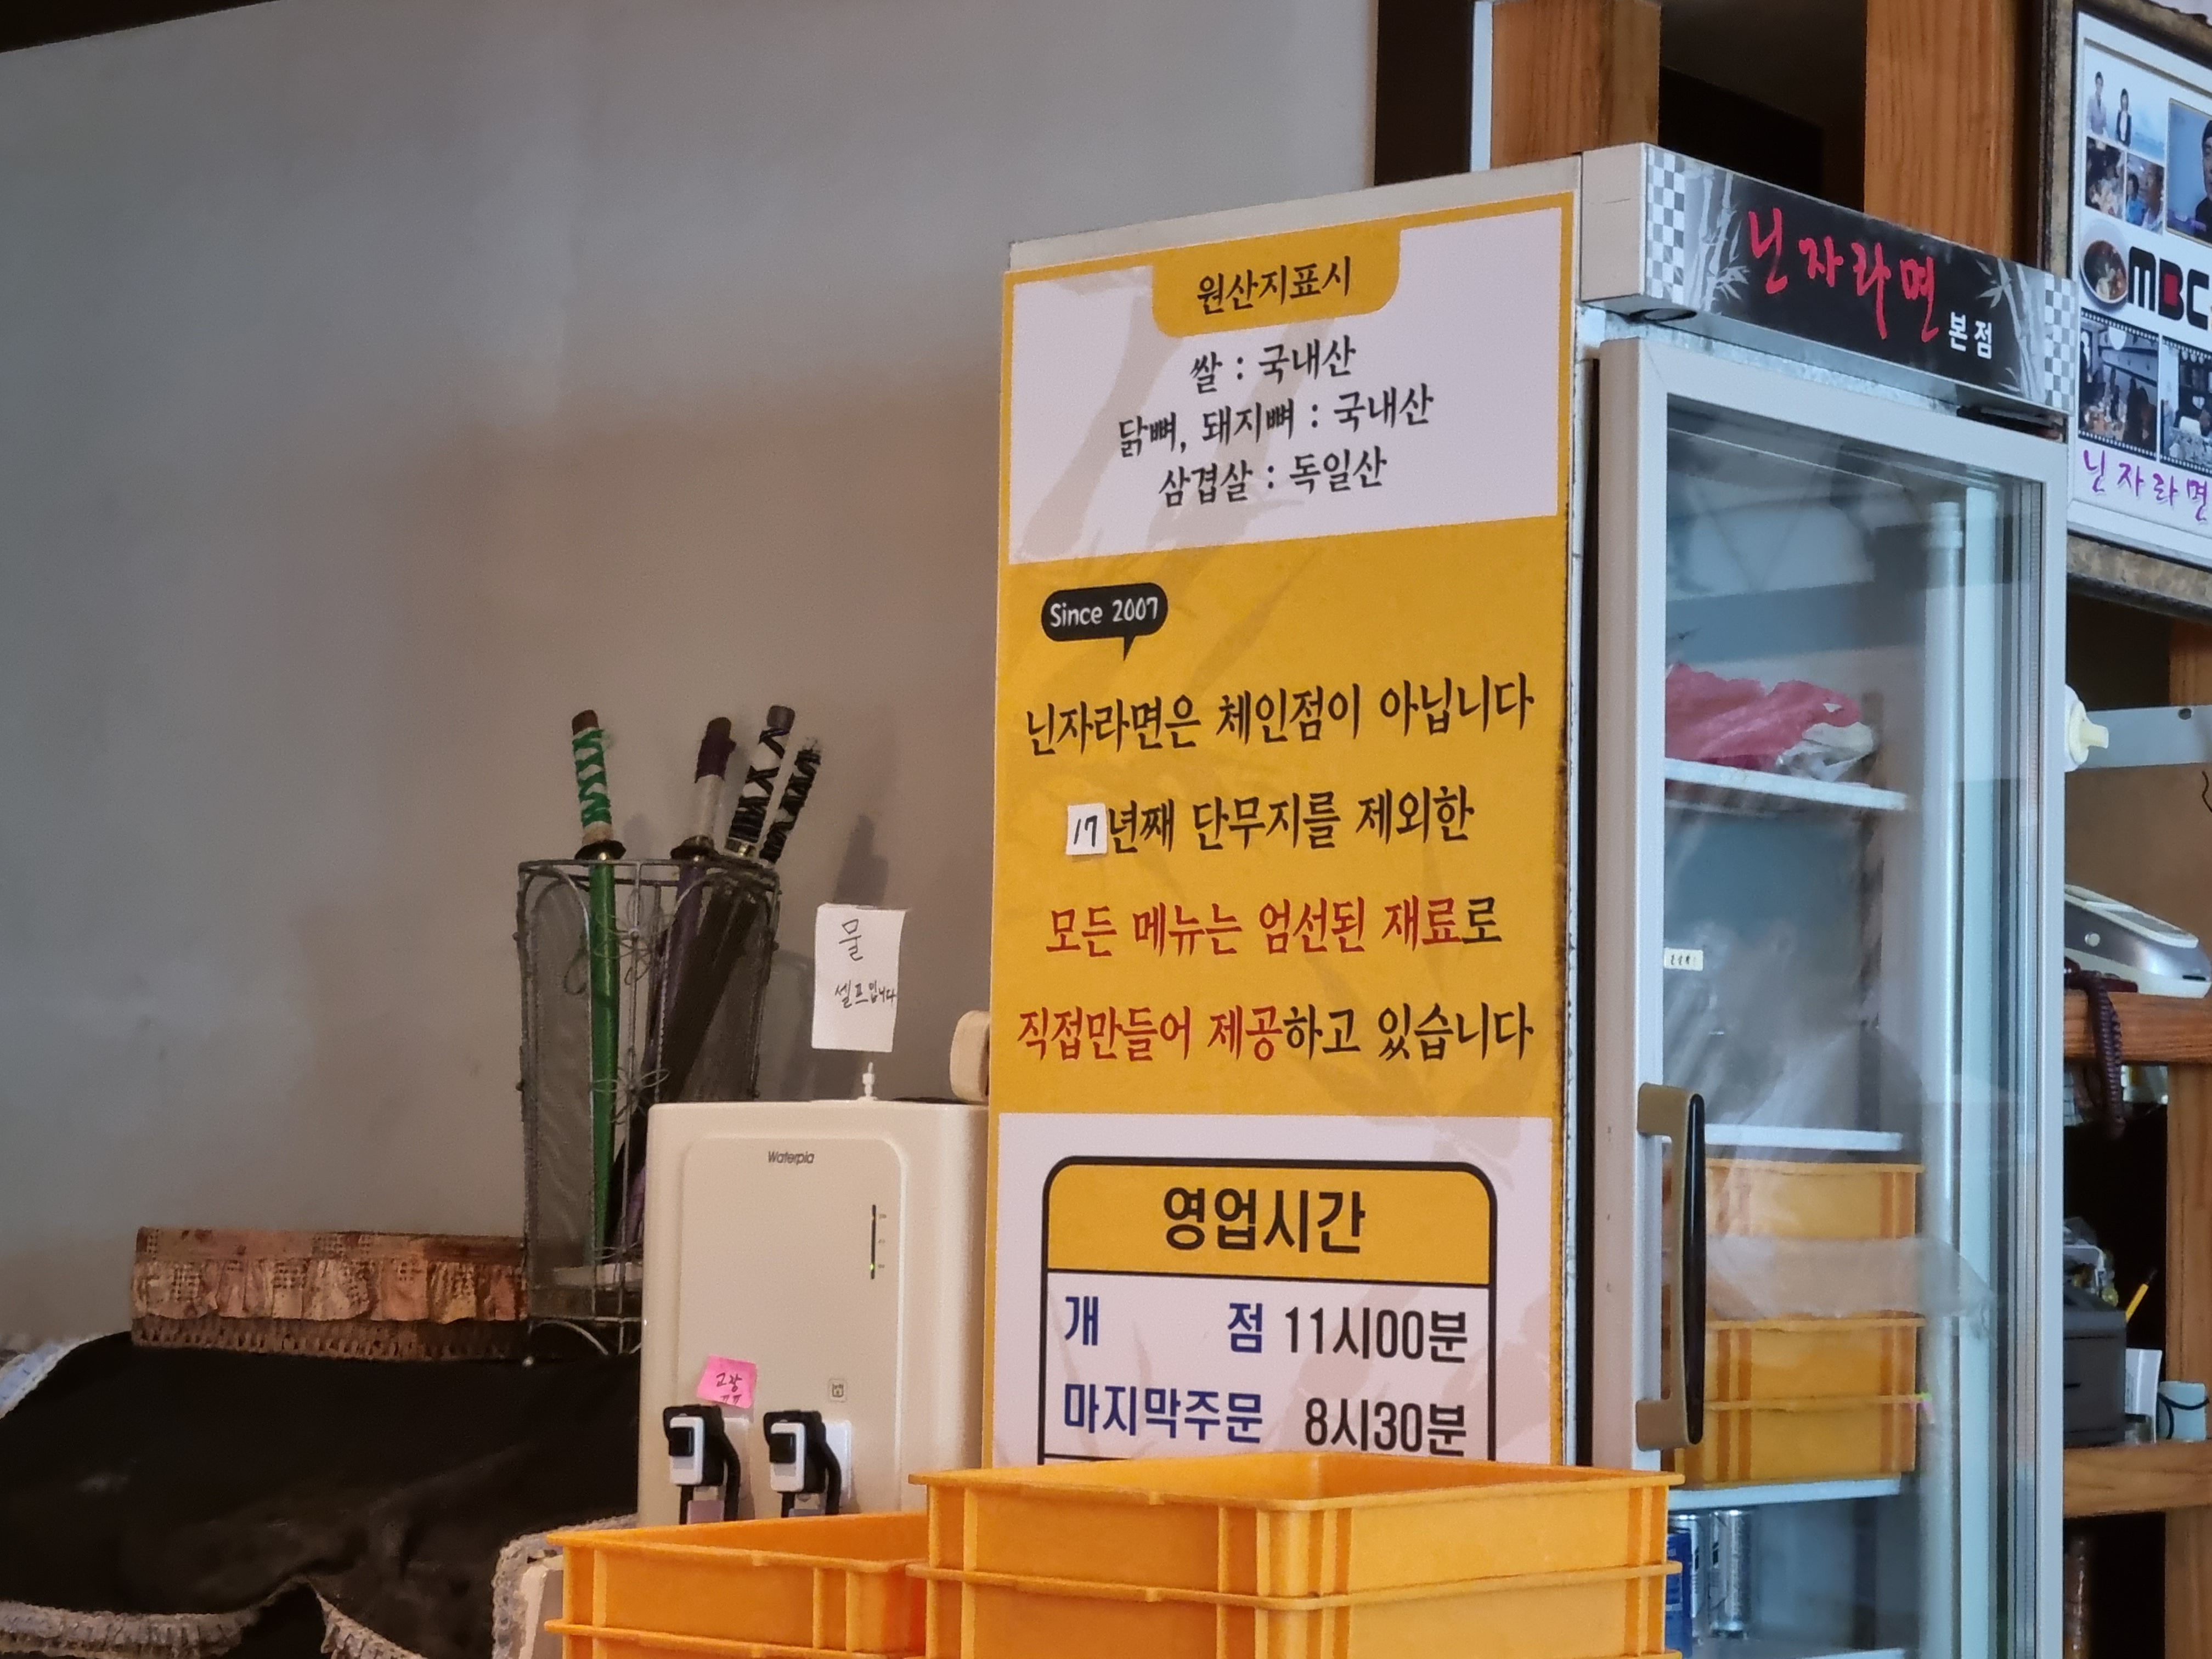 원산지표시
쌀 : 국내산
닭뼈, 돼지뼈 : 국내산
삼겹살 : 독일산
Since 2007
닌자라면은 체인점이 아닙니다
17년째 단무지를 제외한
모든 메뉴는 엄선된 재료로
직접만들어 제공하고 있습니다
영업시간
개 점 11시00분
마지막주문 8시30분
닌자라면 본점
MBC
닌자라면
물
셀프입니다
Waterpia
고장